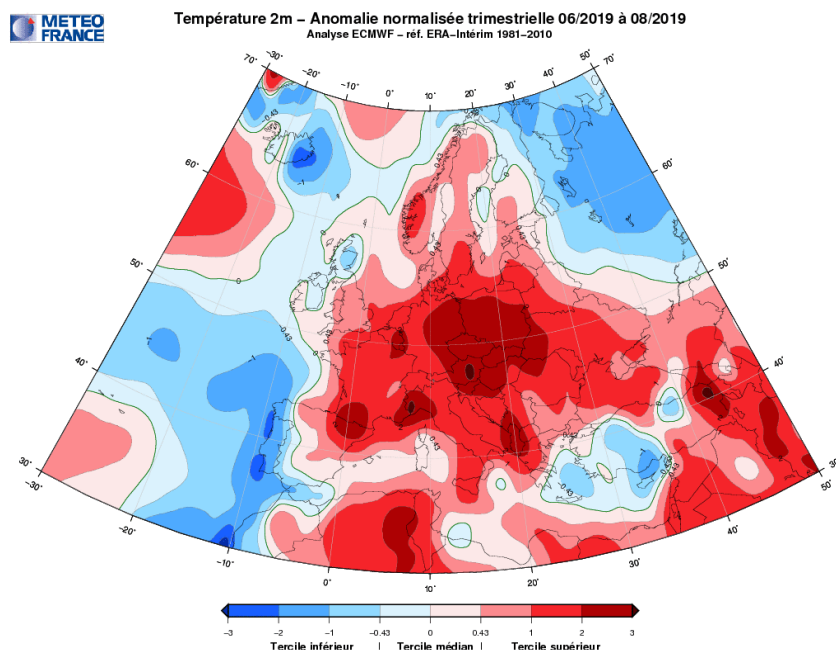 METEO
FRANCE
Température 2m – Anomalie normalisée trimestrielle 06/2019 à 08/2019
Analyse ECMWF – réf. ERA–Intérim 1981–2010
70° -30° -20° -10° 0° 10° 20° 30° 40° 50° 70°
60° 60°
50° 50°
40° 40°
30° -30° -20° -10° 0° 10° 20° 30° 40° 50°
-3 -2 -1 -0.43 0 0.43 1 2 3
Tercile inférieur | Tercile médian | Tercile supérieur